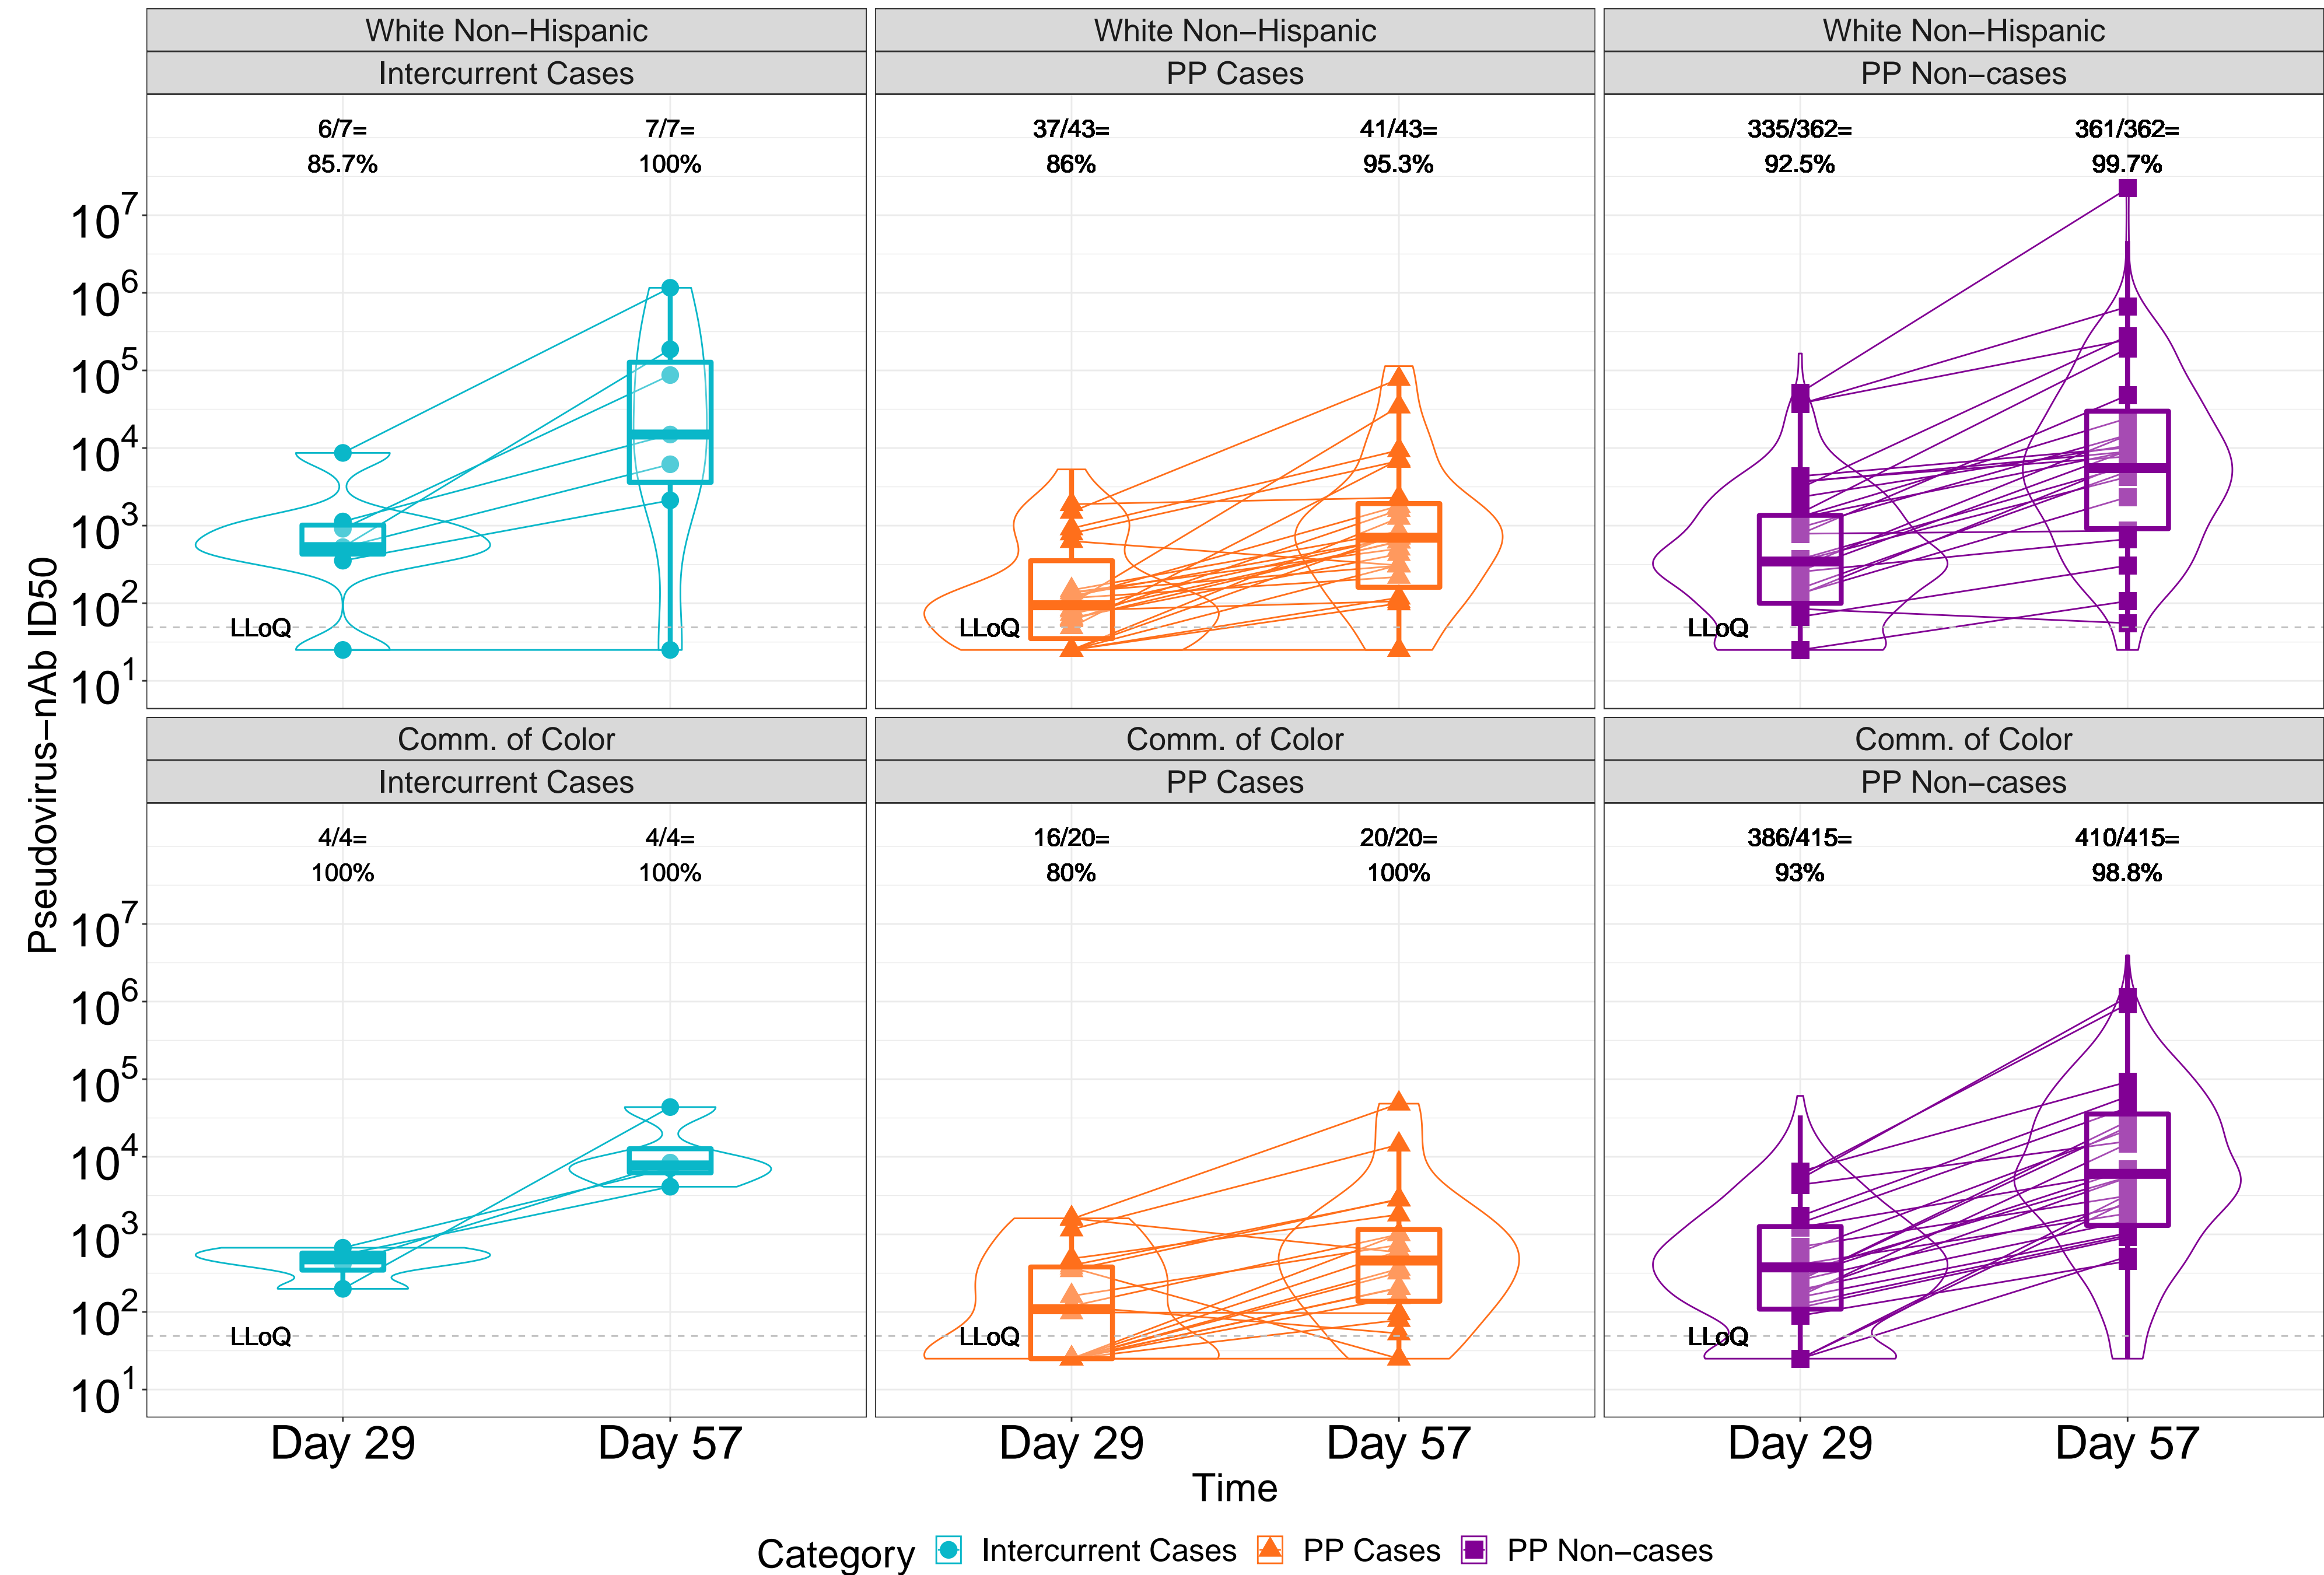 White Non−Hispanic White Non−Hispanic White Non−Hispanic
Intercurrent Cases PP Cases PP Non−cases
6/7= 7/7= 37/43= 41/43= 335/362= 361/362=
85.7% 100% 86% 95.3% 92.5% 99.7%
10^7
10^6
10^5
10^4
10^3
10^2
LLoQ LLoQ LLoQ
10^1
Pseudovirus−nAb ID50
Comm. of Color Comm. of Color Comm. of Color
Intercurrent Cases PP Cases PP Non−cases
4/4= 4/4= 16/20= 20/20= 386/415= 410/415=
100% 100% 80% 100% 93% 98.8%
10^7
10^6
10^5
10^4
10^3
10^2
LLoQ LLoQ LLoQ
10^1
Day 29 Day 57 Day 29 Day 57 Day 29 Day 57
Time
Category Intercurrent Cases PP Cases PP Non−cases